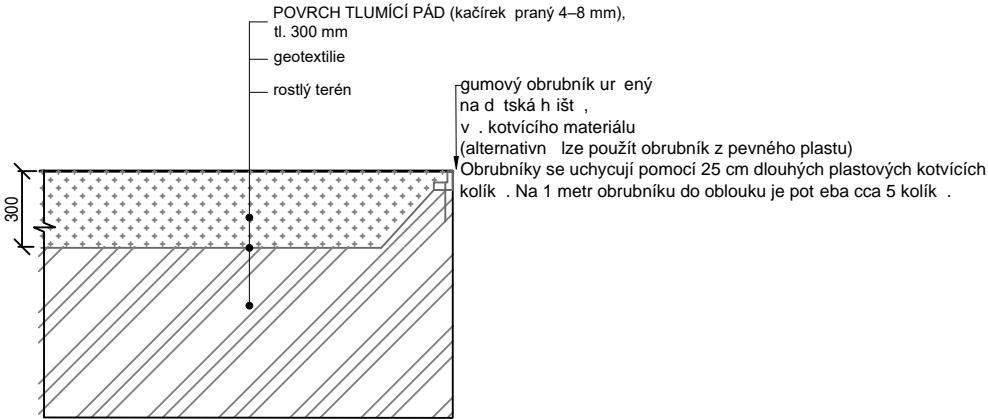 POVRCH TLUMÍCÍ PÁD (kačírek praný 4–8 mm),
tl. 300 mm
geotextilie
rostlý terén
gumový obrubník ur ený
na d tská h išt ,
v . kotvícího materiálu
(alternativn lze použít obrubník z pevného plastu)
Obrubníky se uchycují pomocí 25 cm dlouhých plastových kotvících
kolík . Na 1 metr obrubníku do oblouku je pot eba cca 5 kolík .
300